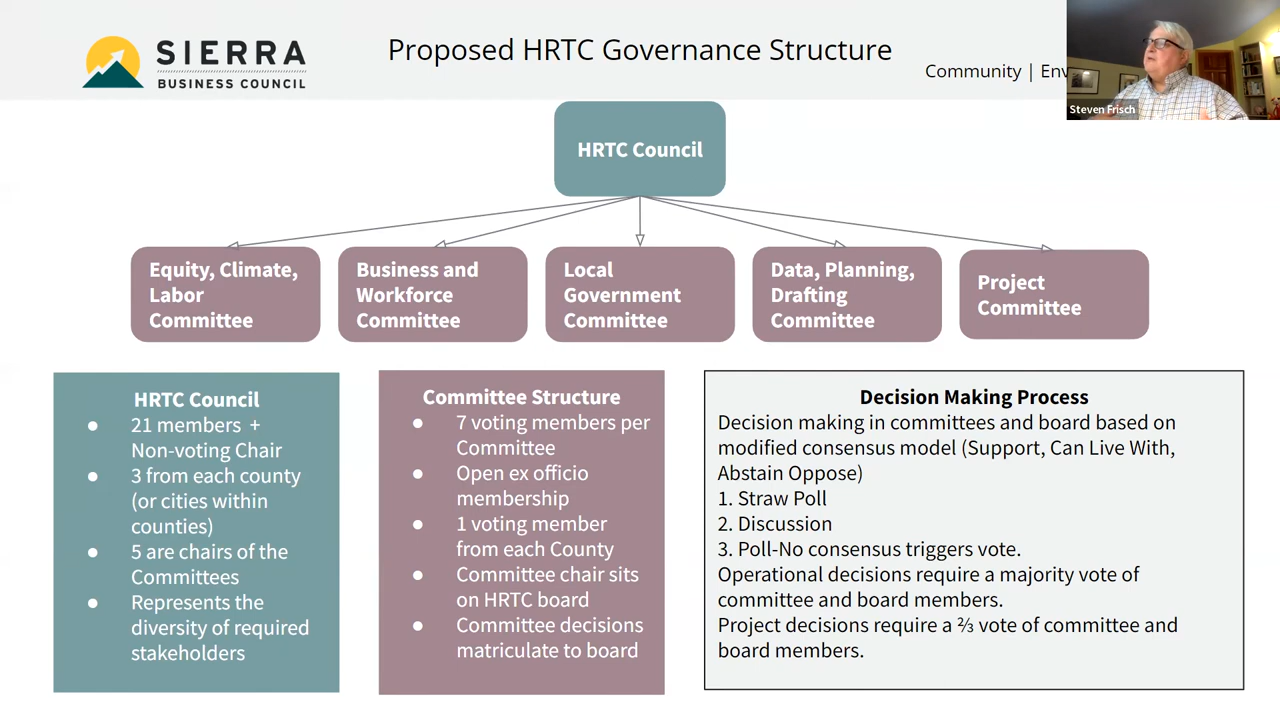 SIERRA
BUSINESS COUNCIL
Proposed HRTC Governance Structure
Community | Env
Steven Frisch
HRTC Council
Equity, Climate,
Labor
Committee
Business and
Workforce
Committee
Local
Government
Committee
Data, Planning,
Drafting
Committee
Project
Committee
HRTC Council
● 21 members +
Non-voting Chair
● 3 from each county
(or cities within
counties)
● 5 are chairs of the
Committees
● Represents the
diversity of required
stakeholders
Committee Structure
● 7 voting members per
Committee
● Open ex officio
membership
● 1 voting member
from each County
● Committee chair sits
on HRTC board
● Committee decisions
matriculate to board
Decision Making Process
Decision making in committees and board based on
modified consensus model (Support, Can Live With,
Abstain Oppose)
1. Straw Poll
2. Discussion
3. Poll-No consensus triggers vote.
Operational decisions require a majority vote of
committee and board members.
Project decisions require a ⅔ vote of committee and
board members.